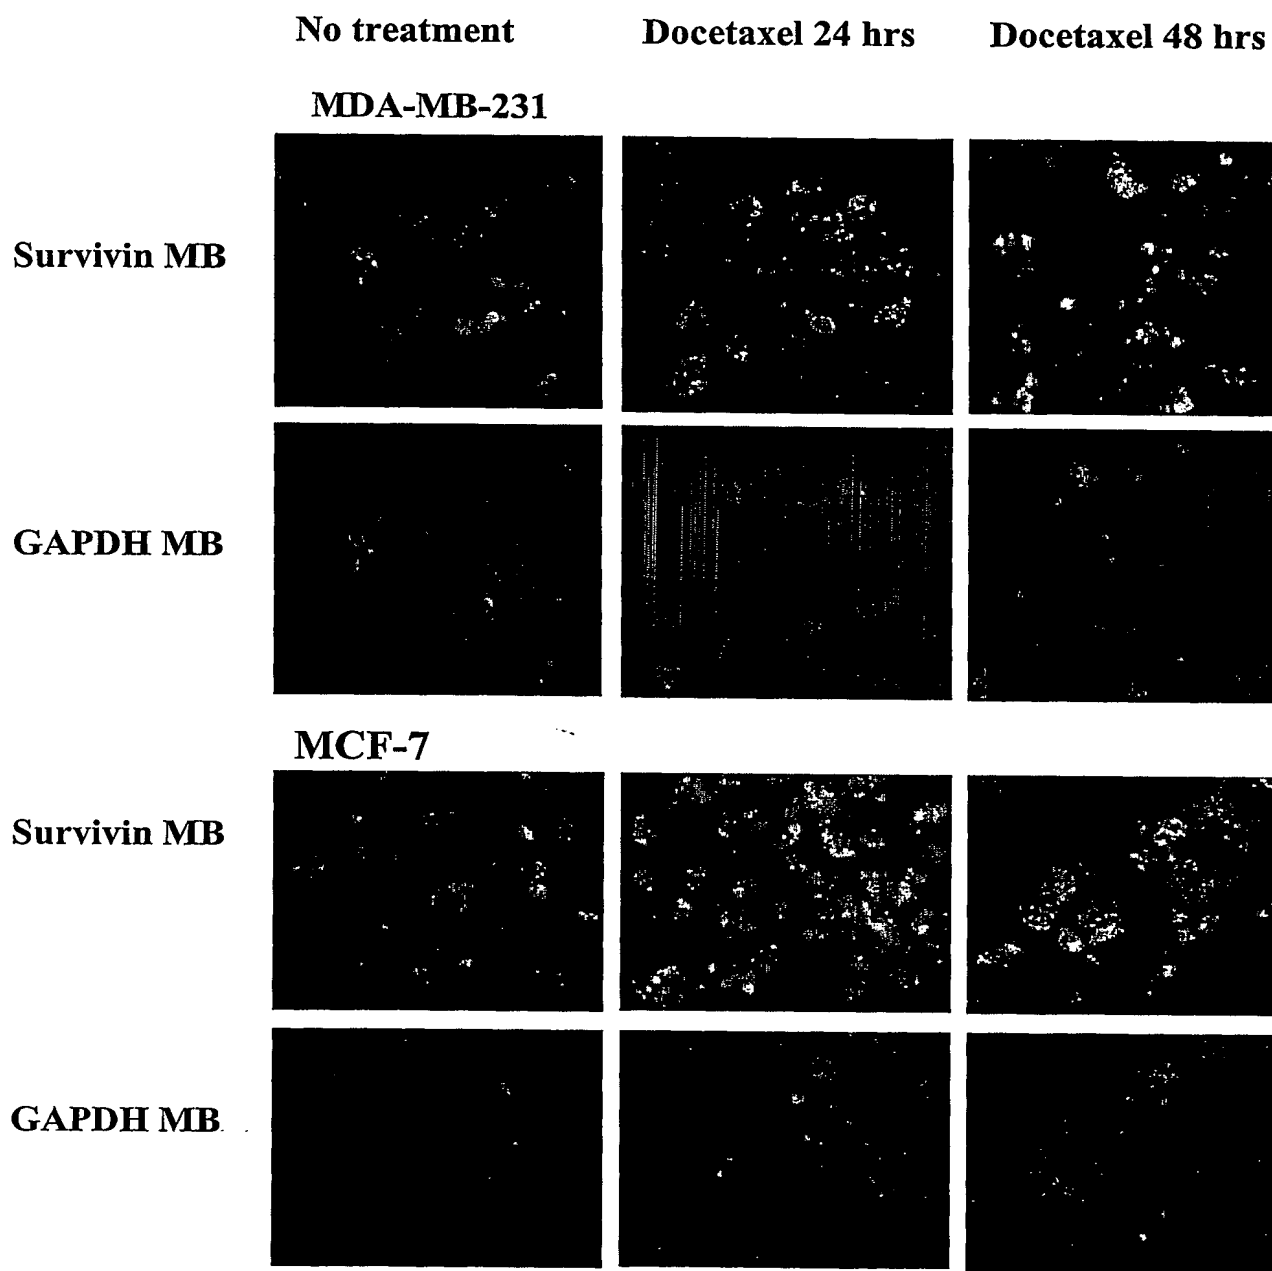 No treatment Docetaxel 24 hrs Docetaxel 48 hrs
MDA-MB-231
Survivin MB
GAPDH MB
MCF-7
Survivin MB
GAPDH MB